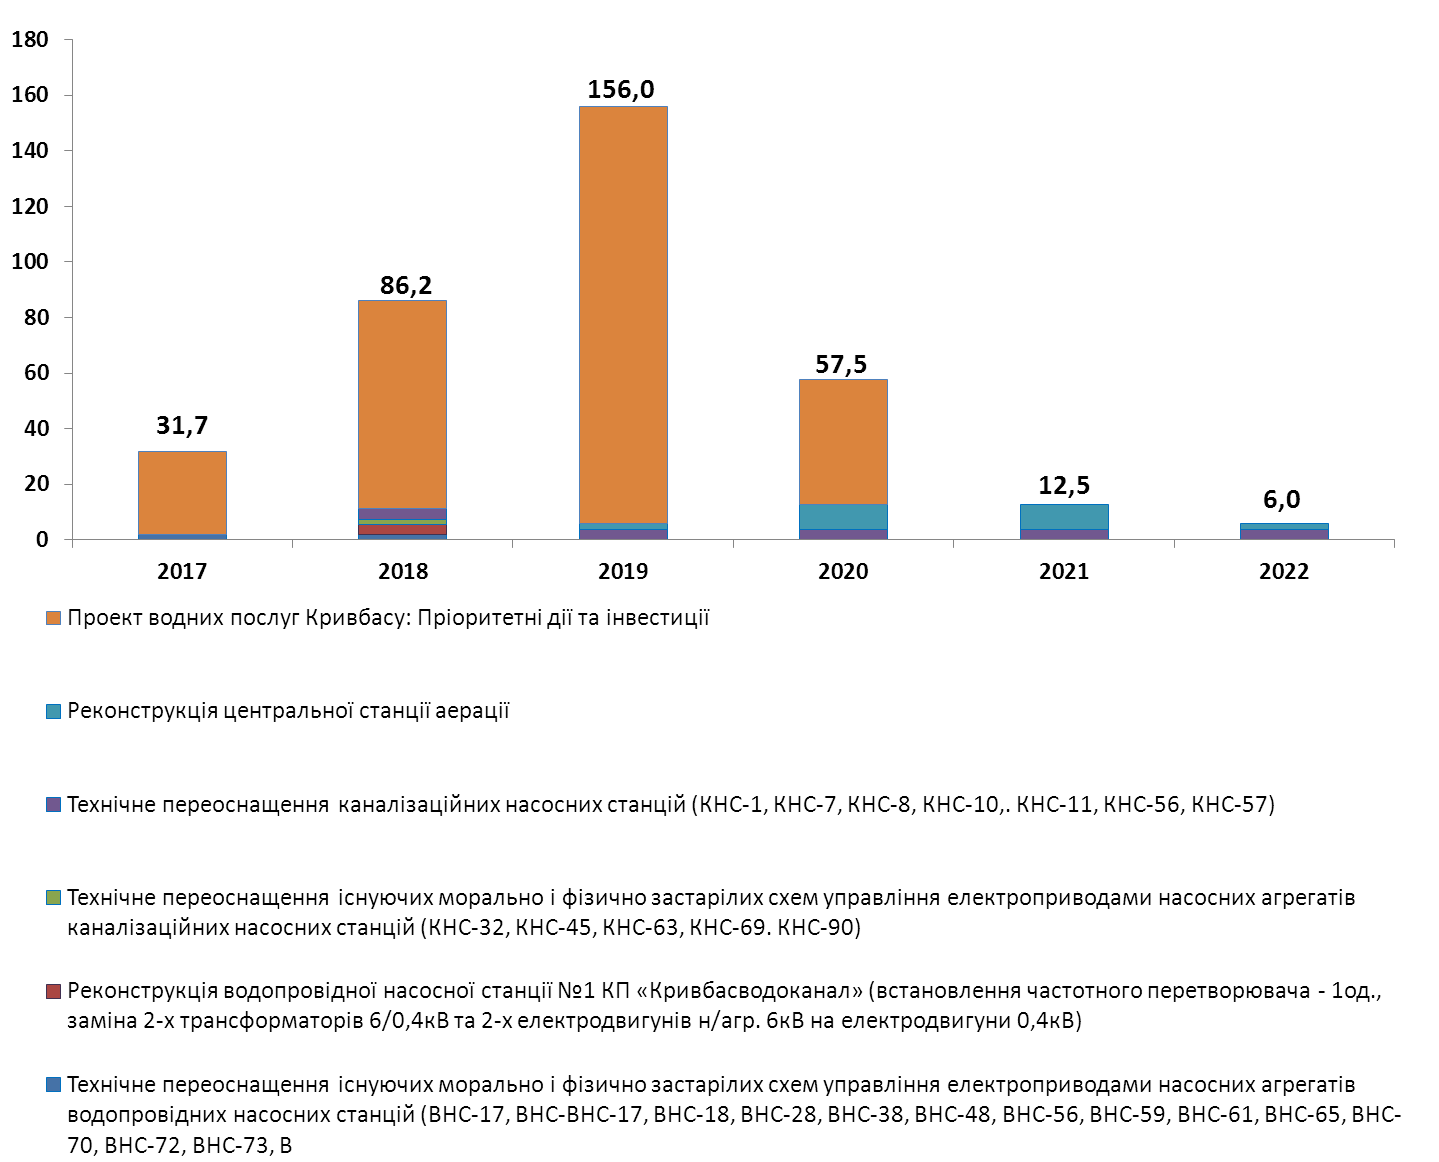 180
160
140
120
100
80
60
40
20
0
31,7
86,2
156,0
57,5
12,5
6,0
2017
2018
2019
2020
2021
2022
Проект водних послуг Кривбасу: Пріоритетні дії та інвестиції
Реконструкція центральної станції аерації
Технічне переоснащення каналізаційних насосних станцій (КНС-1, КНС-7, КНС-8, КНС-10,. КНС-11, КНС-56, КНС-57)
Технічне переоснащення існуючих морально і фізично застарілих схем управління електроприводами насосних агрегатів
каналізаційних насосних станцій (КНС-32, КНС-45, КНС-63, КНС-69. КНС-90)
Реконструкція водопровідної насосної станції №1 КП «Кривбасводоканал» (встановлення частотного перетворювача - 1од.,
заміна 2-х трансформаторів 6/0,4кВ та 2-х електродвигунів н/агр. 6кВ на електродвигуни 0,4кВ)
Технічне переоснащення існуючих морально і фізично застарілих схем управління електроприводами насосних агрегатів
водопровідних насосних станцій (ВНС-17, ВНС-ВНС-17, ВНС-18, ВНС-28, ВНС-38, ВНС-48, ВНС-56, ВНС-59, ВНС-61, ВНС-65, ВНС-
70, ВНС-72, ВНС-73, В